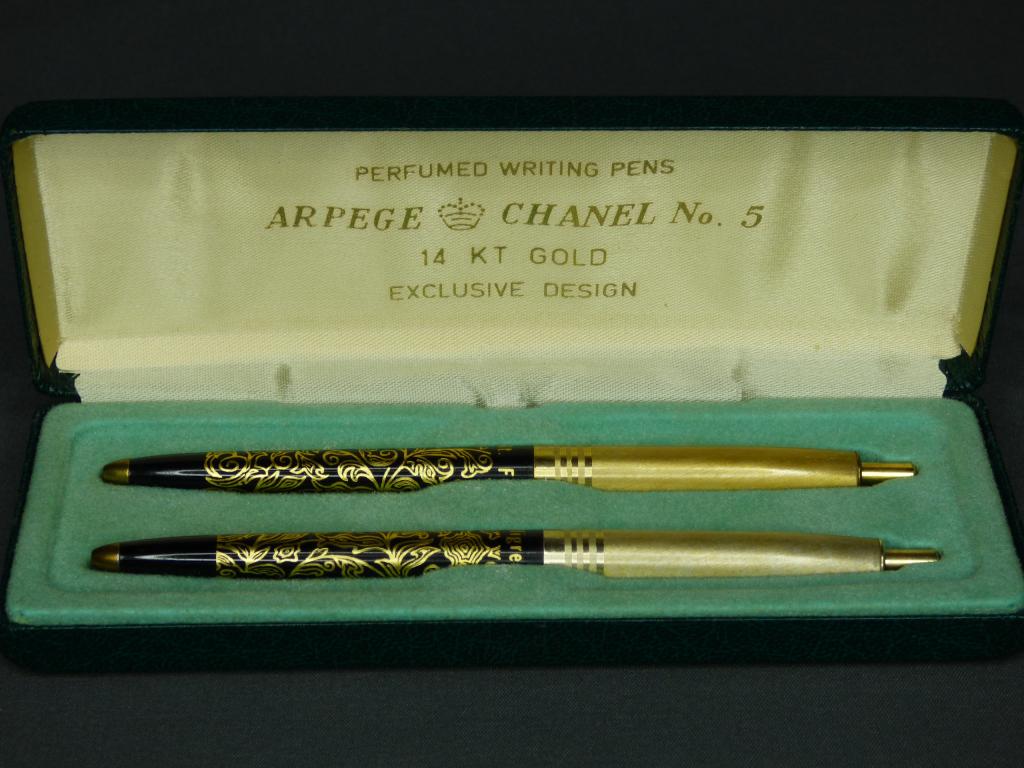 PERFUMED WRITING PENS
ARPEGE CHANEL No. 5
14 KT GOLD
EXCLUSIVE DESIGN